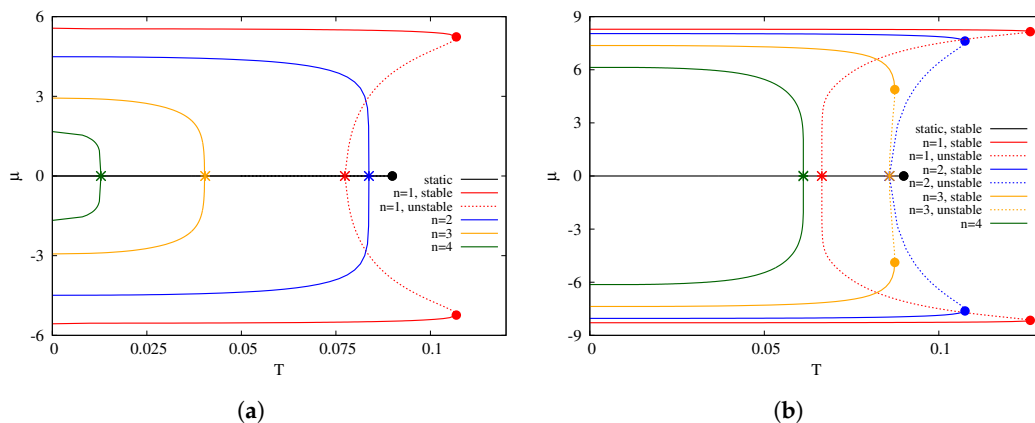 6
3
0
-3
-6
μ
0
0.025
0.05
0.075
0.1
T
static
n=1, stable
n=1, unstable
n=2
n=3
n=4
(a)
9
6
3
0
-3
-6
-9
μ
0
0.05
0.1
T
static, stable
n=1, stable
n=1, unstable
n=2, stable
n=2, unstable
n=3, stable
n=3, unstable
n=4
(b)